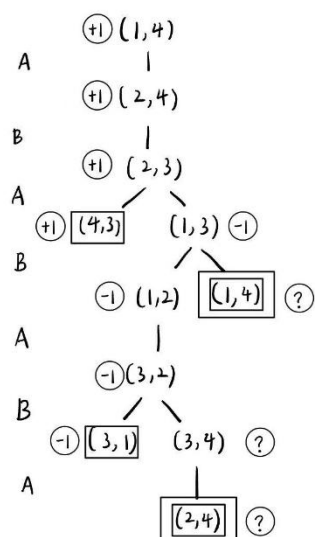 +1 (1,4)
A
+1 (2,4)
B
+1 (2,3)
A
+1 (4,3) (1,3) -1
B
-1 (1,2) (1,4) ?
A
-1 (3,2)
B
-1 (3,1) (3,4) ?
A
(2,4) ?